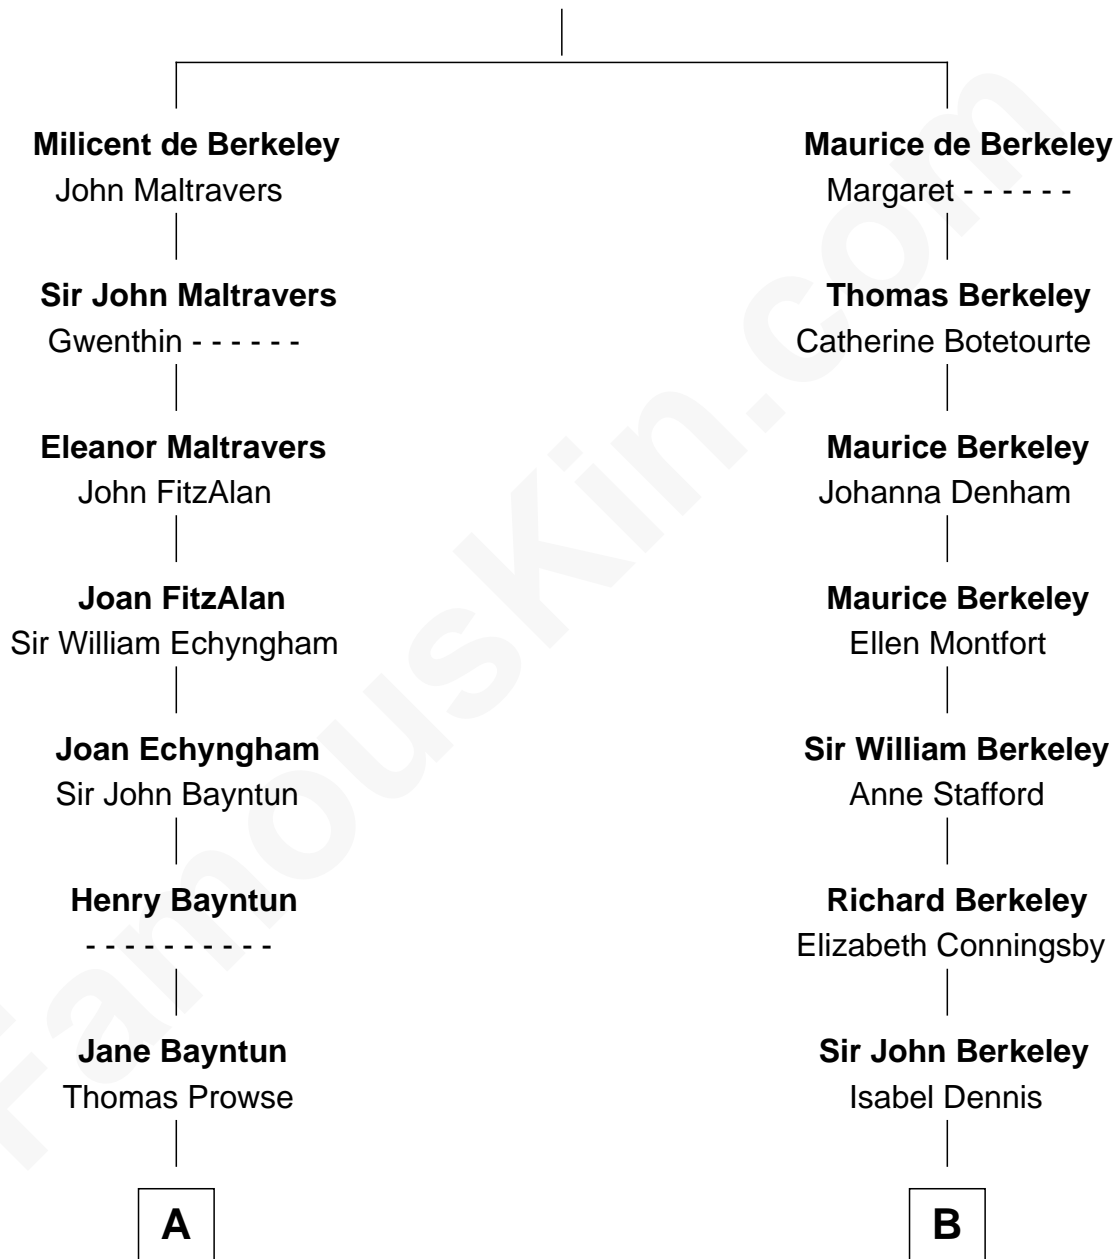 Milicent de Berkeley
John Maltravers
Sir John Maltravers
Gwenthin - - - - - -
Eleanor Maltravers
John FitzAlan
Joan FitzAlan
Sir William Echyngham
Joan Echyngham
Sir John Bayntun
Henry Bayntun
- - - - - - - - - -
Jane Bayntun
Thomas Prowse
A
Maurice de Berkeley
Margaret - - - - - -
Thomas Berkeley
Catherine Botetourte
Maurice Berkeley
Johanna Denham
Maurice Berkeley
Ellen Montfort
Sir William Berkeley
Anne Stafford
Richard Berkeley
Elizabeth Conningsby
Sir John Berkeley
Isabel Dennis
B
FamousKin.com